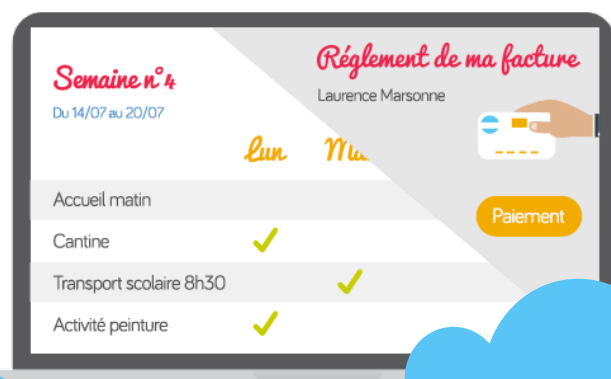 Semaine n°4
Du 14/07 au 20/07
Réglement de ma facture
Laurence Marsonne
Lun
Accueil matin
Cantine
Transport scolaire 8h30
Activité peinture
Paiement